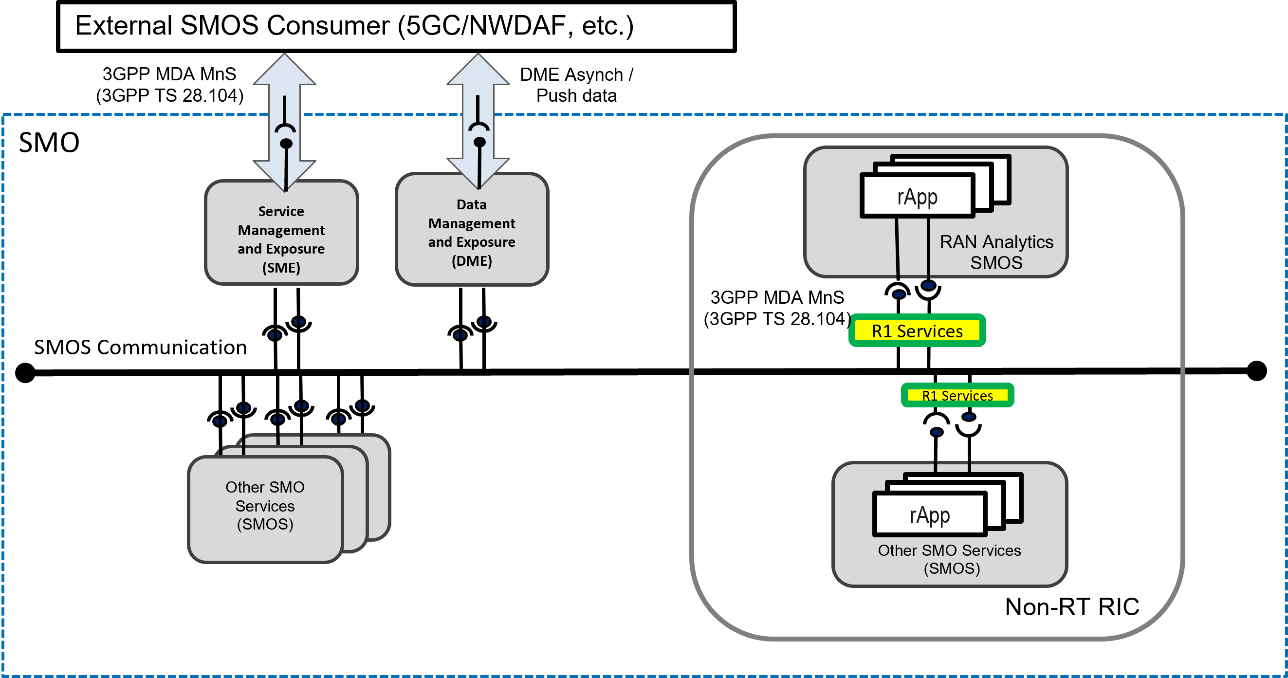 External SMOS Consumer (5GC/NWDAF, etc.)
3GPP MDA MnS
(3GPP TS 28.104)
DME Asynch /
Push data
SMO
Service
Management
and Exposure
(SME)
Data
Management
and Exposure
(DME)
rApp
RAN Analytics
SMOS
3GPP MDA MnS
(3GPP TS 28.104)
R1 Services
SMOS Communication
R1 Services
Other SMO
Services
(SMOS)
rApp
Other SMO Services
(SMOS)
Non-RT RIC